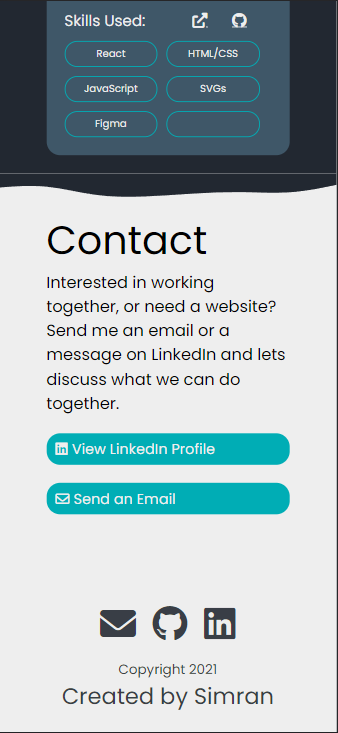 Skills Used:
React HTML/CSS
JavaScript SVGs
Figma
Contact
Interested in working
together, or need a website?
Send me an email or a
message on LinkedIn and lets
discuss what we can do
together.
View LinkedIn Profile
Send an Email
Copyright 2021
Created by Simran